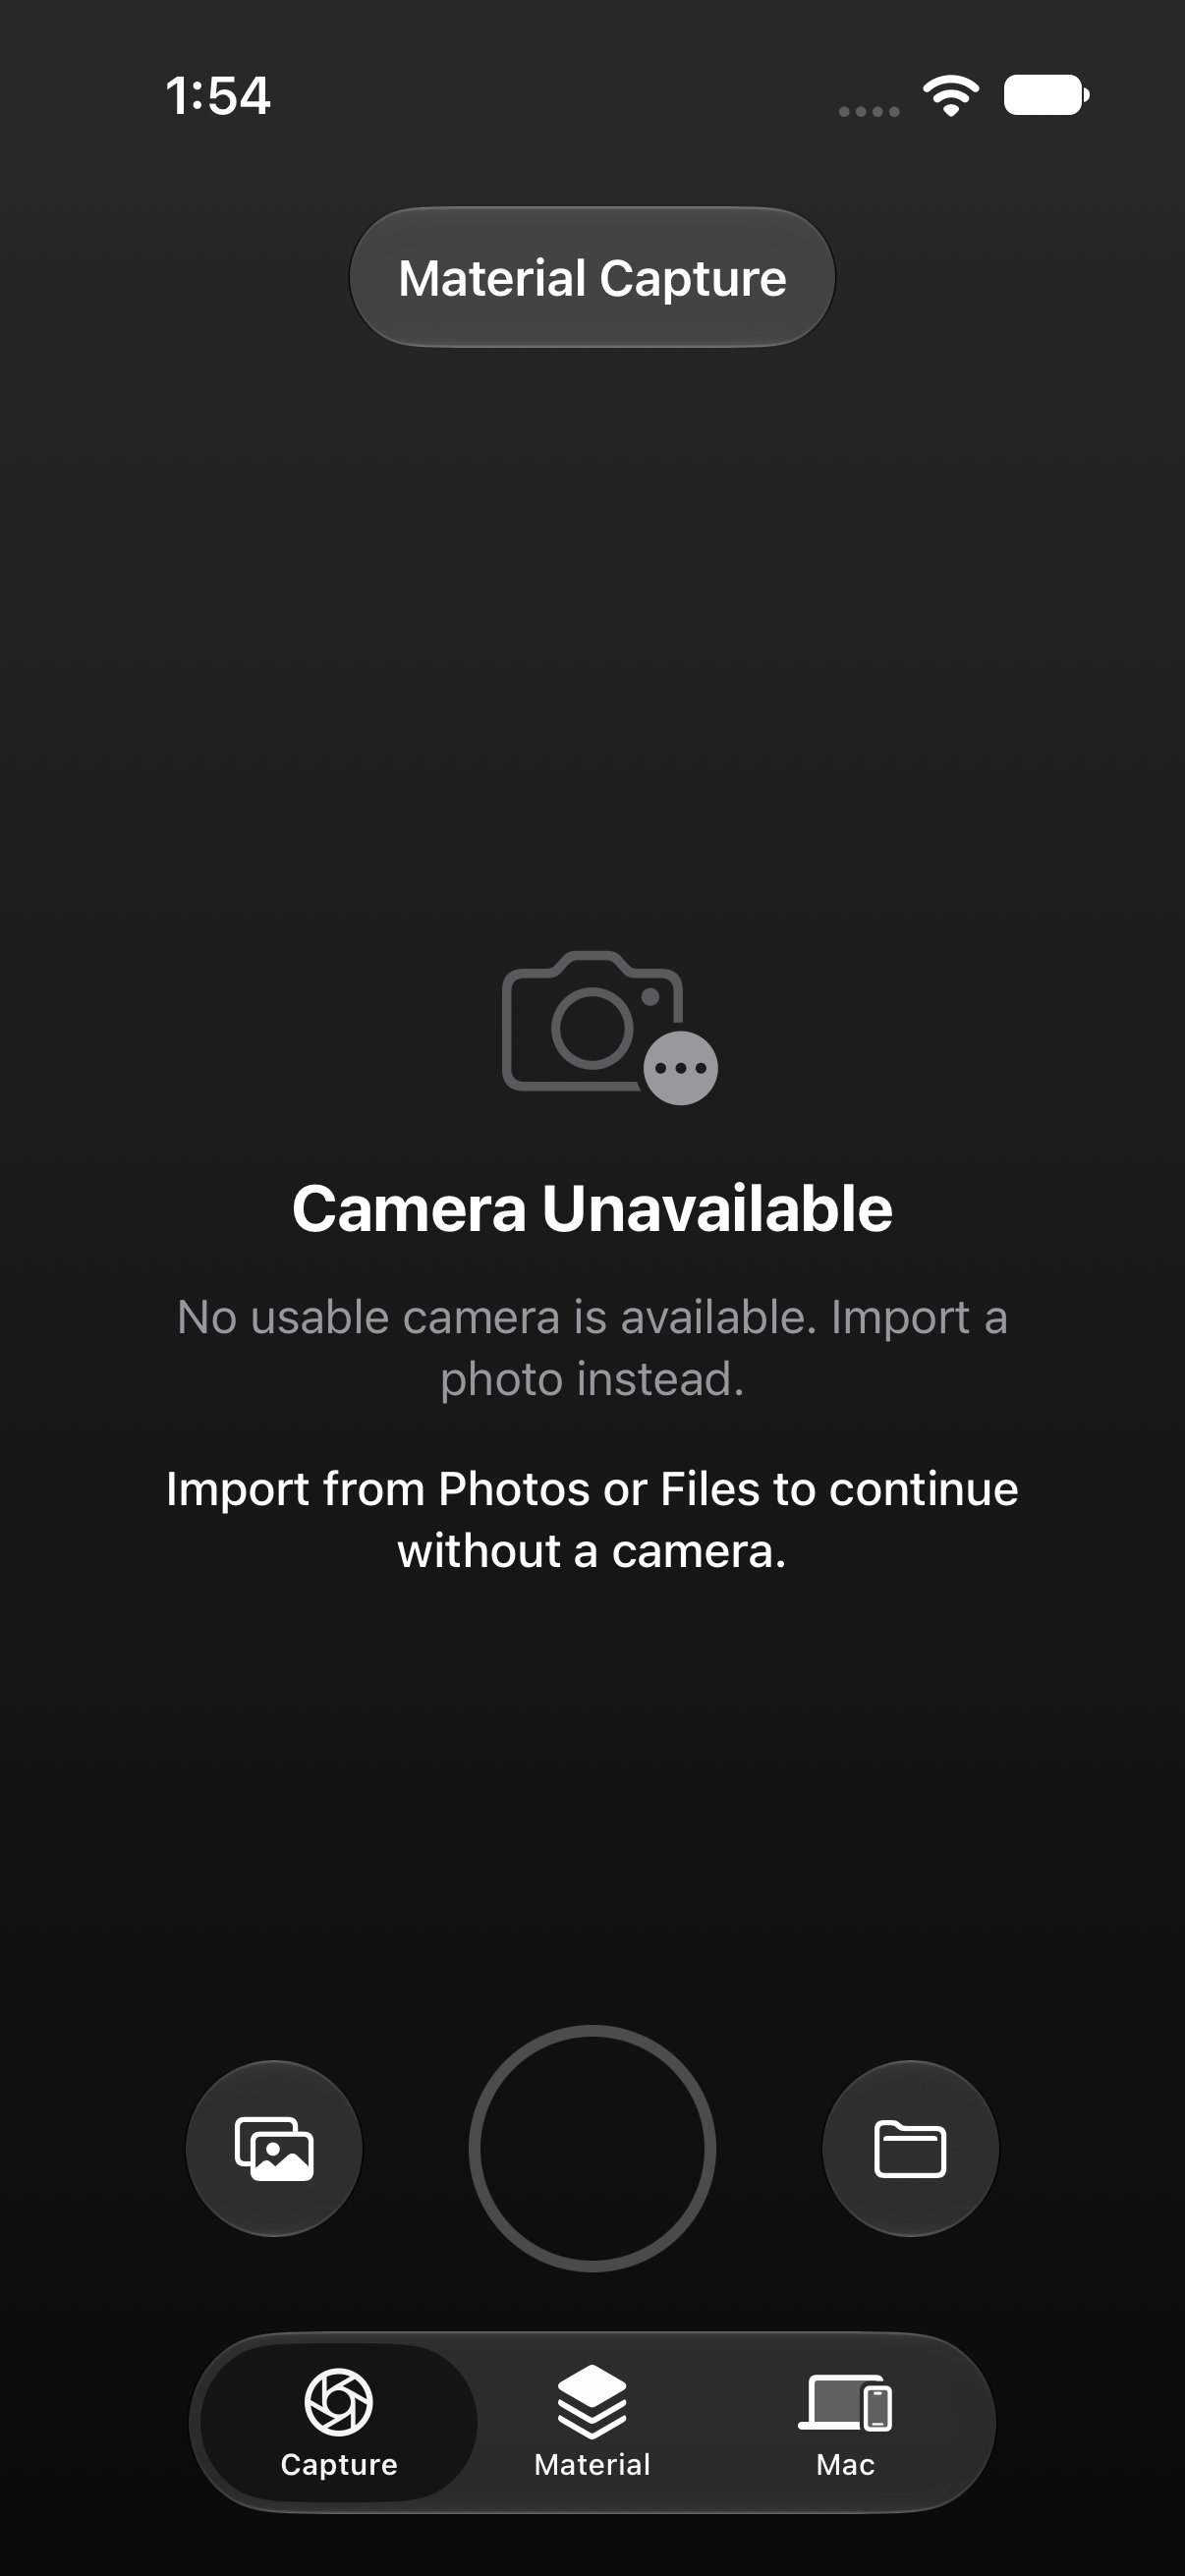 1:54
Material Capture
Camera Unavailable
No usable camera is available. Import a
photo instead.
Import from Photos or Files to continue
without a camera.
Capture
Material
Mac